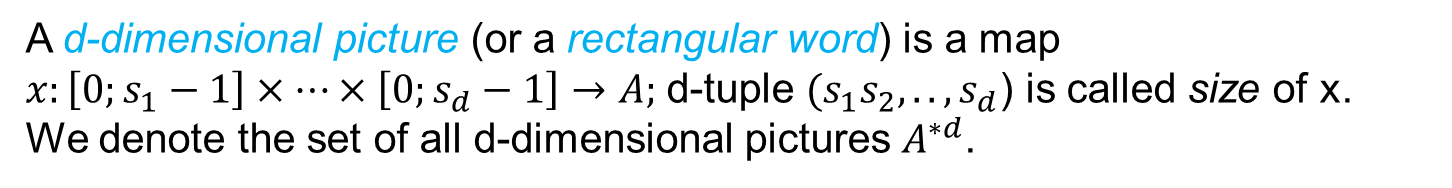 A d-dimensional picture (or a rectangular word) is a map
x: [0; s₁ − 1] × ⋯ × [0; s_d − 1] → A; d-tuple (s₁s₂,..,s_d) is called size of x.
We denote the set of all d-dimensional pictures A*ᵈ.